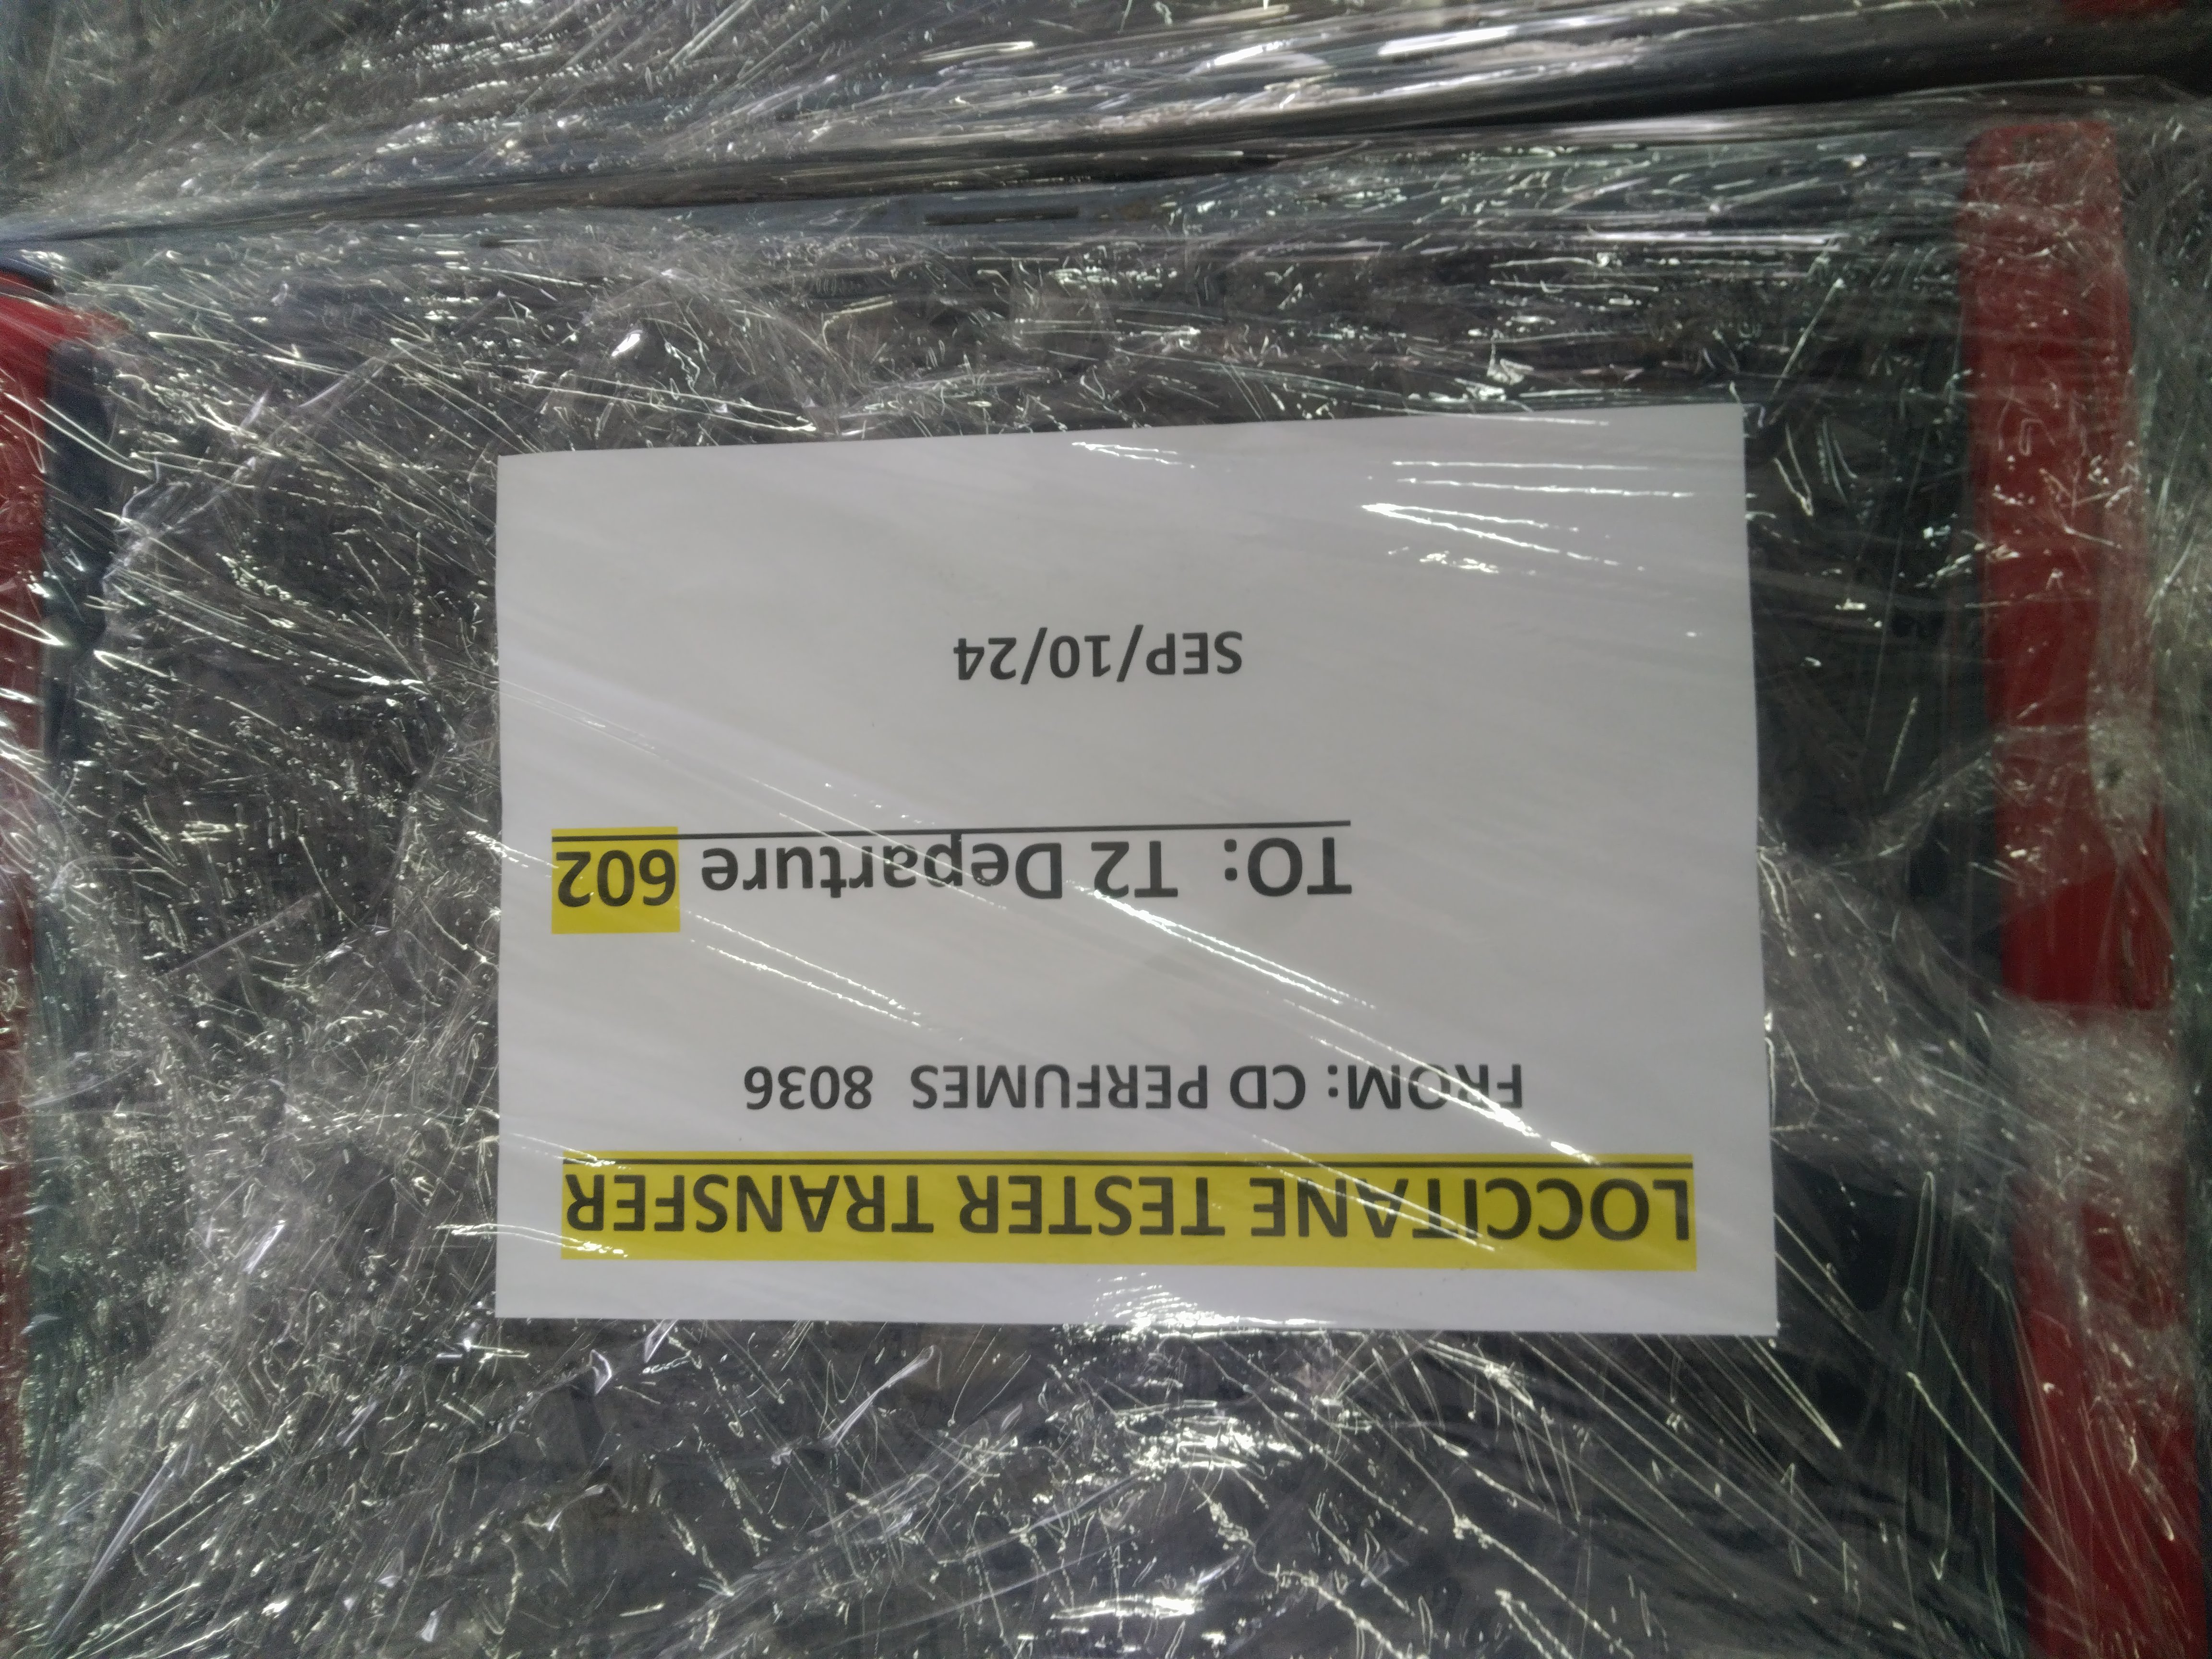 LOCCITANE TESTER TRANSFER
FROM: CD PERFUMES 8036
TO: T2 Departure 602
SEP/10/24